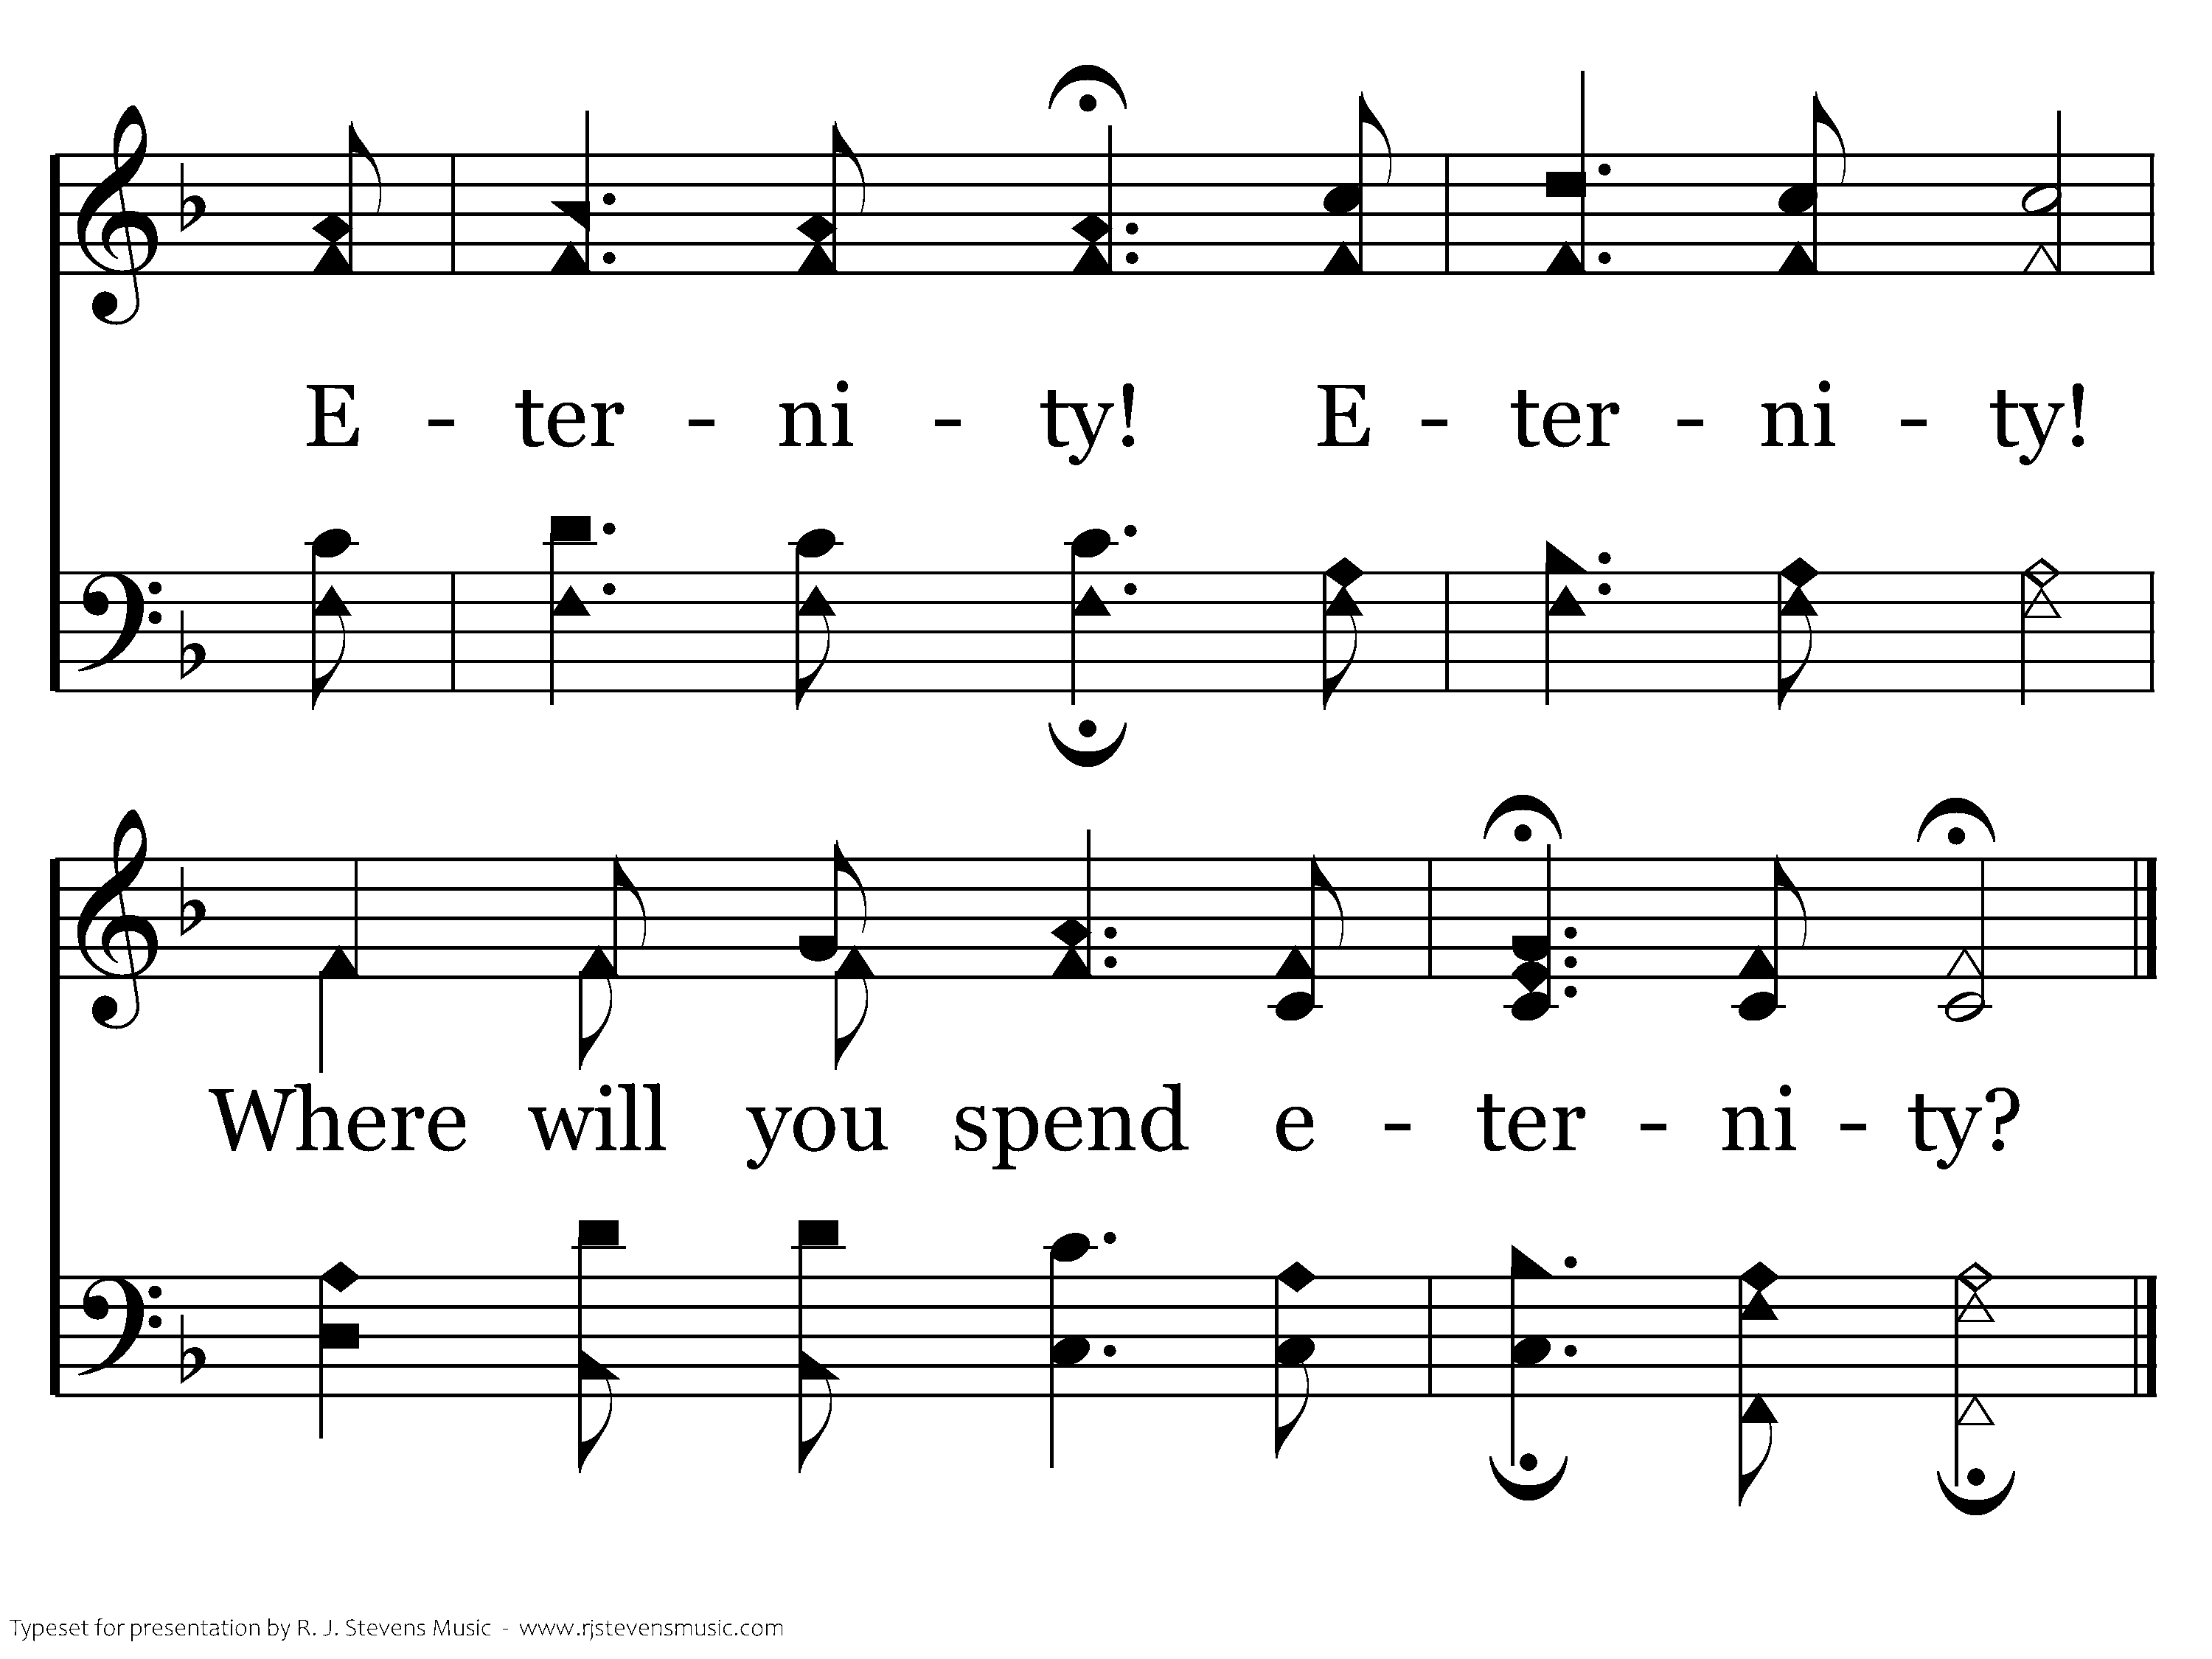 E - ter - ni - ty! E - ter - ni - ty!
Where will you spend e - ter - ni - ty?
Typeset for presentation by R. J. Stevens Music - www.rjstevensmusic.com